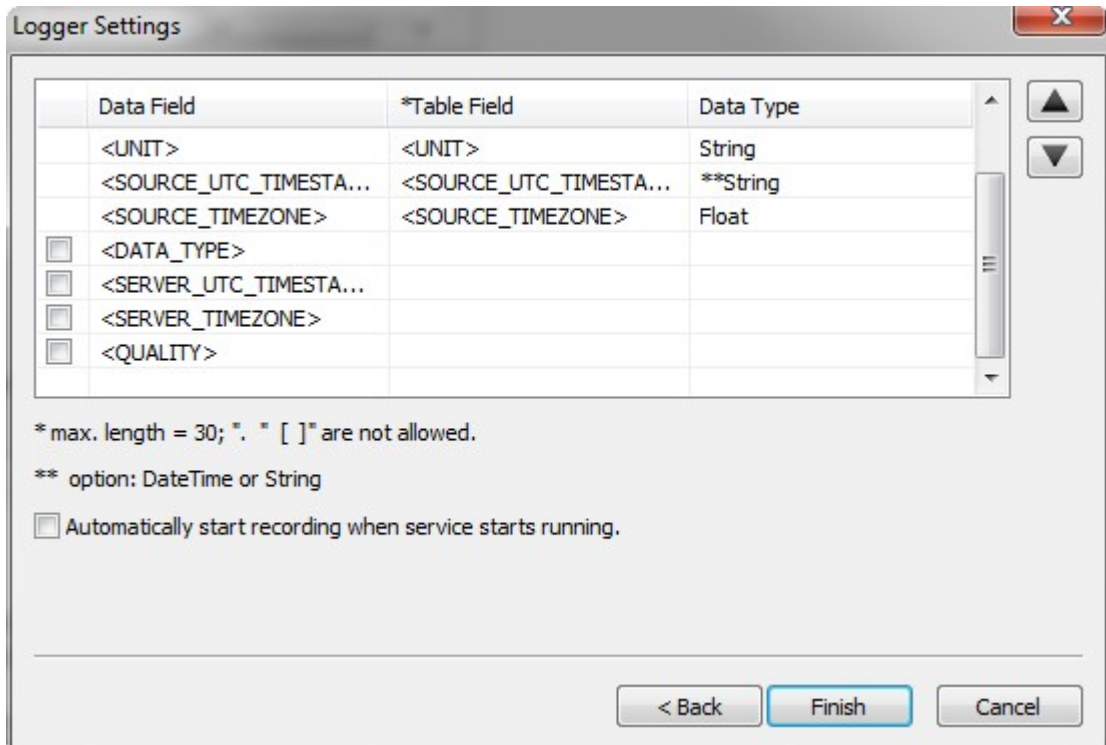 Logger Settings
Data Field *Table Field Data Type
<UNIT> <UNIT> String
<SOURCE_UTC_TIMESTA... <SOURCE_UTC_TIMESTA... **String
<SOURCE_TIMEZONE> <SOURCE_TIMEZONE> Float
<DATA_TYPE>
<SERVER_UTC_TIMESTA...
<SERVER_TIMEZONE>
<QUALITY>
* max. length = 30; ". " [ ]" are not allowed.
** option: DateTime or String
Automatically start recording when service starts running.
< Back Finish Cancel